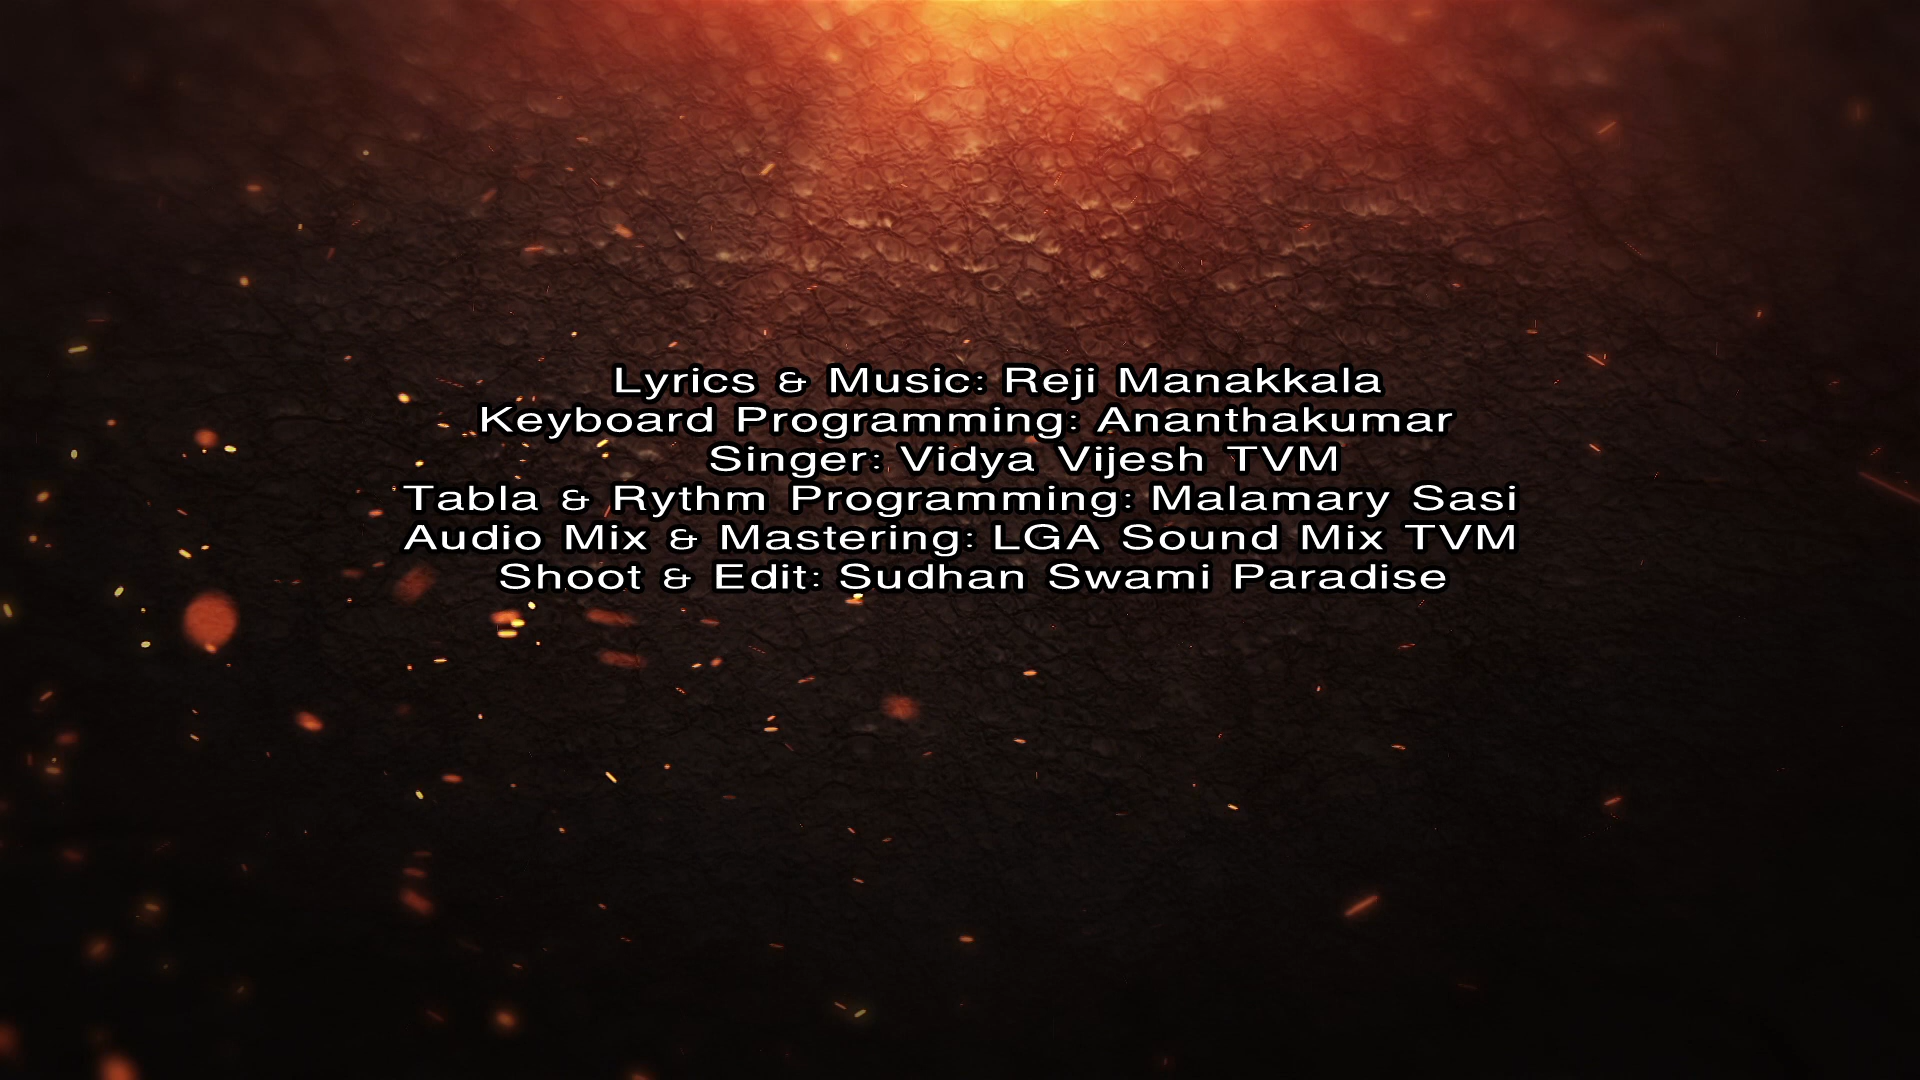 Lyrics & Music: Reji Manakkala
Keyboard Programming: Ananthakumar
Singer: Vidya Vijesh TVM
Tabla & Rythm Programming: Malamary Sasi
Audio Mix & Mastering: LGA Sound Mix TVM
Shoot & Edit: Sudhan Swami Paradise